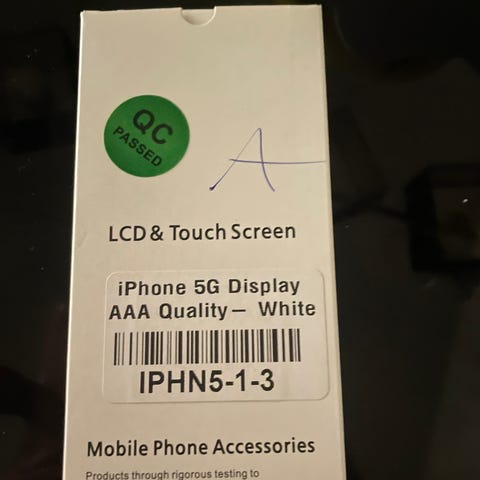 QC
PASSED
A
LCD & Touch Screen
iPhone 5G Display
AAA Quality — White
IPHN5-1-3
Mobile Phone Accessories
Products through rigorous testing to